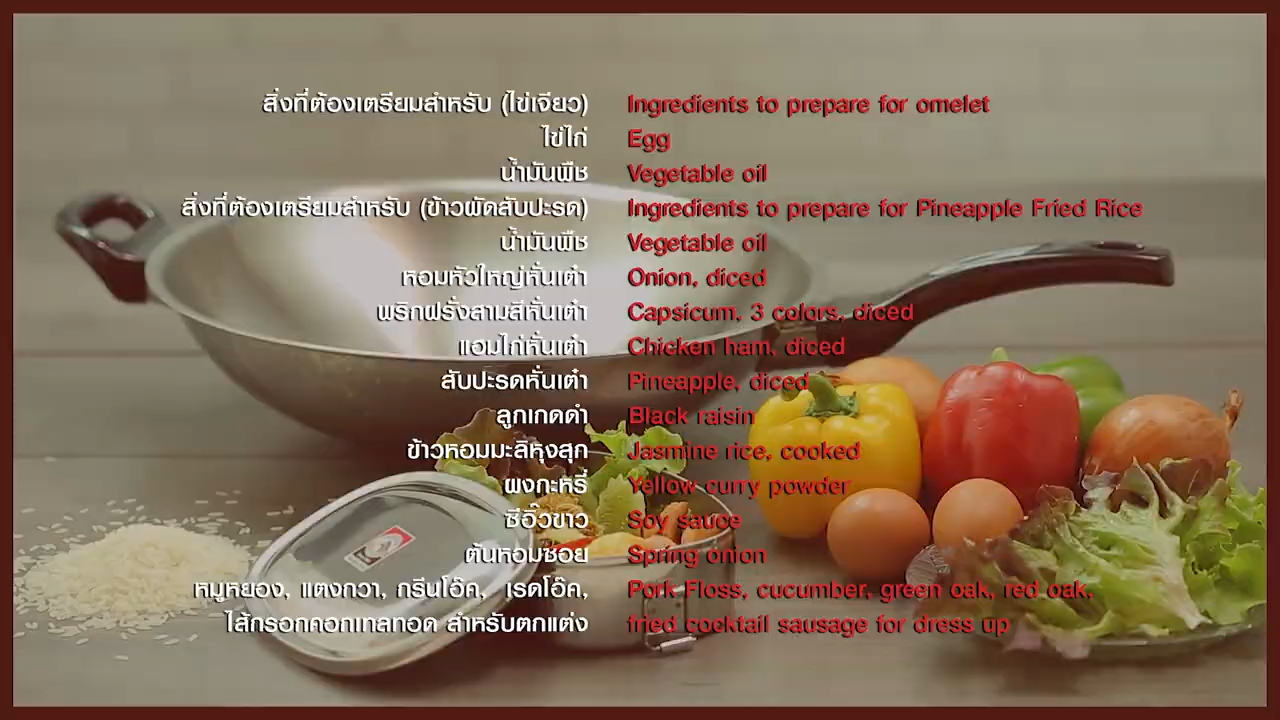 สิ่งที่ต้องเตรียมสำหรับ (ไข่เจียว) Ingredients to prepare for omelet
ไข่ไก่ Egg
น้ำมันพืช Vegetable oil
สิ่งที่ต้องเตรียมสำหรับ (ข้าวผัดสับปะรด) Ingredients to prepare for Pineapple Fried Rice
น้ำมันพืช Vegetable oil
หอมหัวใหญ่หั่นเต๋า Onion, diced
พริกฝรั่งสามสีหั่นเต๋า Capsicum, 3 colors, diced
แฮมไก่หั่นเต๋า Chicken ham, diced
สับปะรดหั่นเต๋า Pineapple, diced
ลูกเกดดำ Black raisin
ข้าวหอมมะลิหุงสุก Jasmine rice, cooked
ผงกะหรี่ Yellow curry powder
ซีอิ๊วขาว Soy sauce
ต้นหอมซอย Spring onion
หมูหยอง, แตงกวา, กรีนโอ๊ค, เรดโอ๊ค, Pork Floss, cucumber, green oak, red oak,
ไส้กรอกคอกเทลทอด สำหรับตกแต่ง fried cocktail sausage for dress up